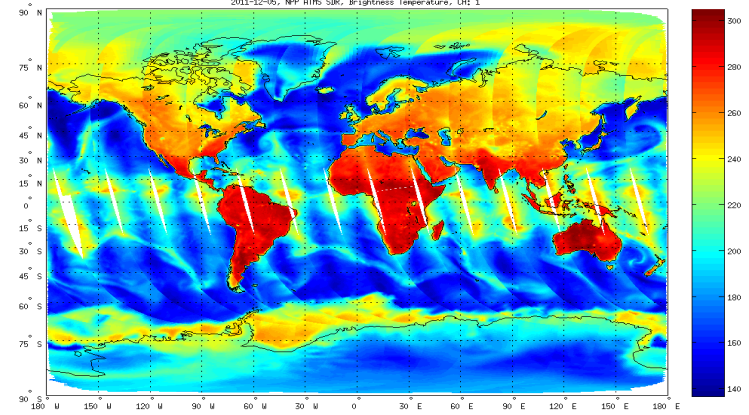 2011-12-05, NPP ATMS SDR, Brightness Temperature, CH: 1
90° N
75° N
60° N
45° N
30° N
15° N
0°
15° S
30° S
45° S
60° S
75° S
90° S
180° W 150° W 120° W 90° W 60° W 30° W 0° 30° E 60° E 90° E 120° E 150° E 180° E
300
280
260
240
220
200
180
160
140